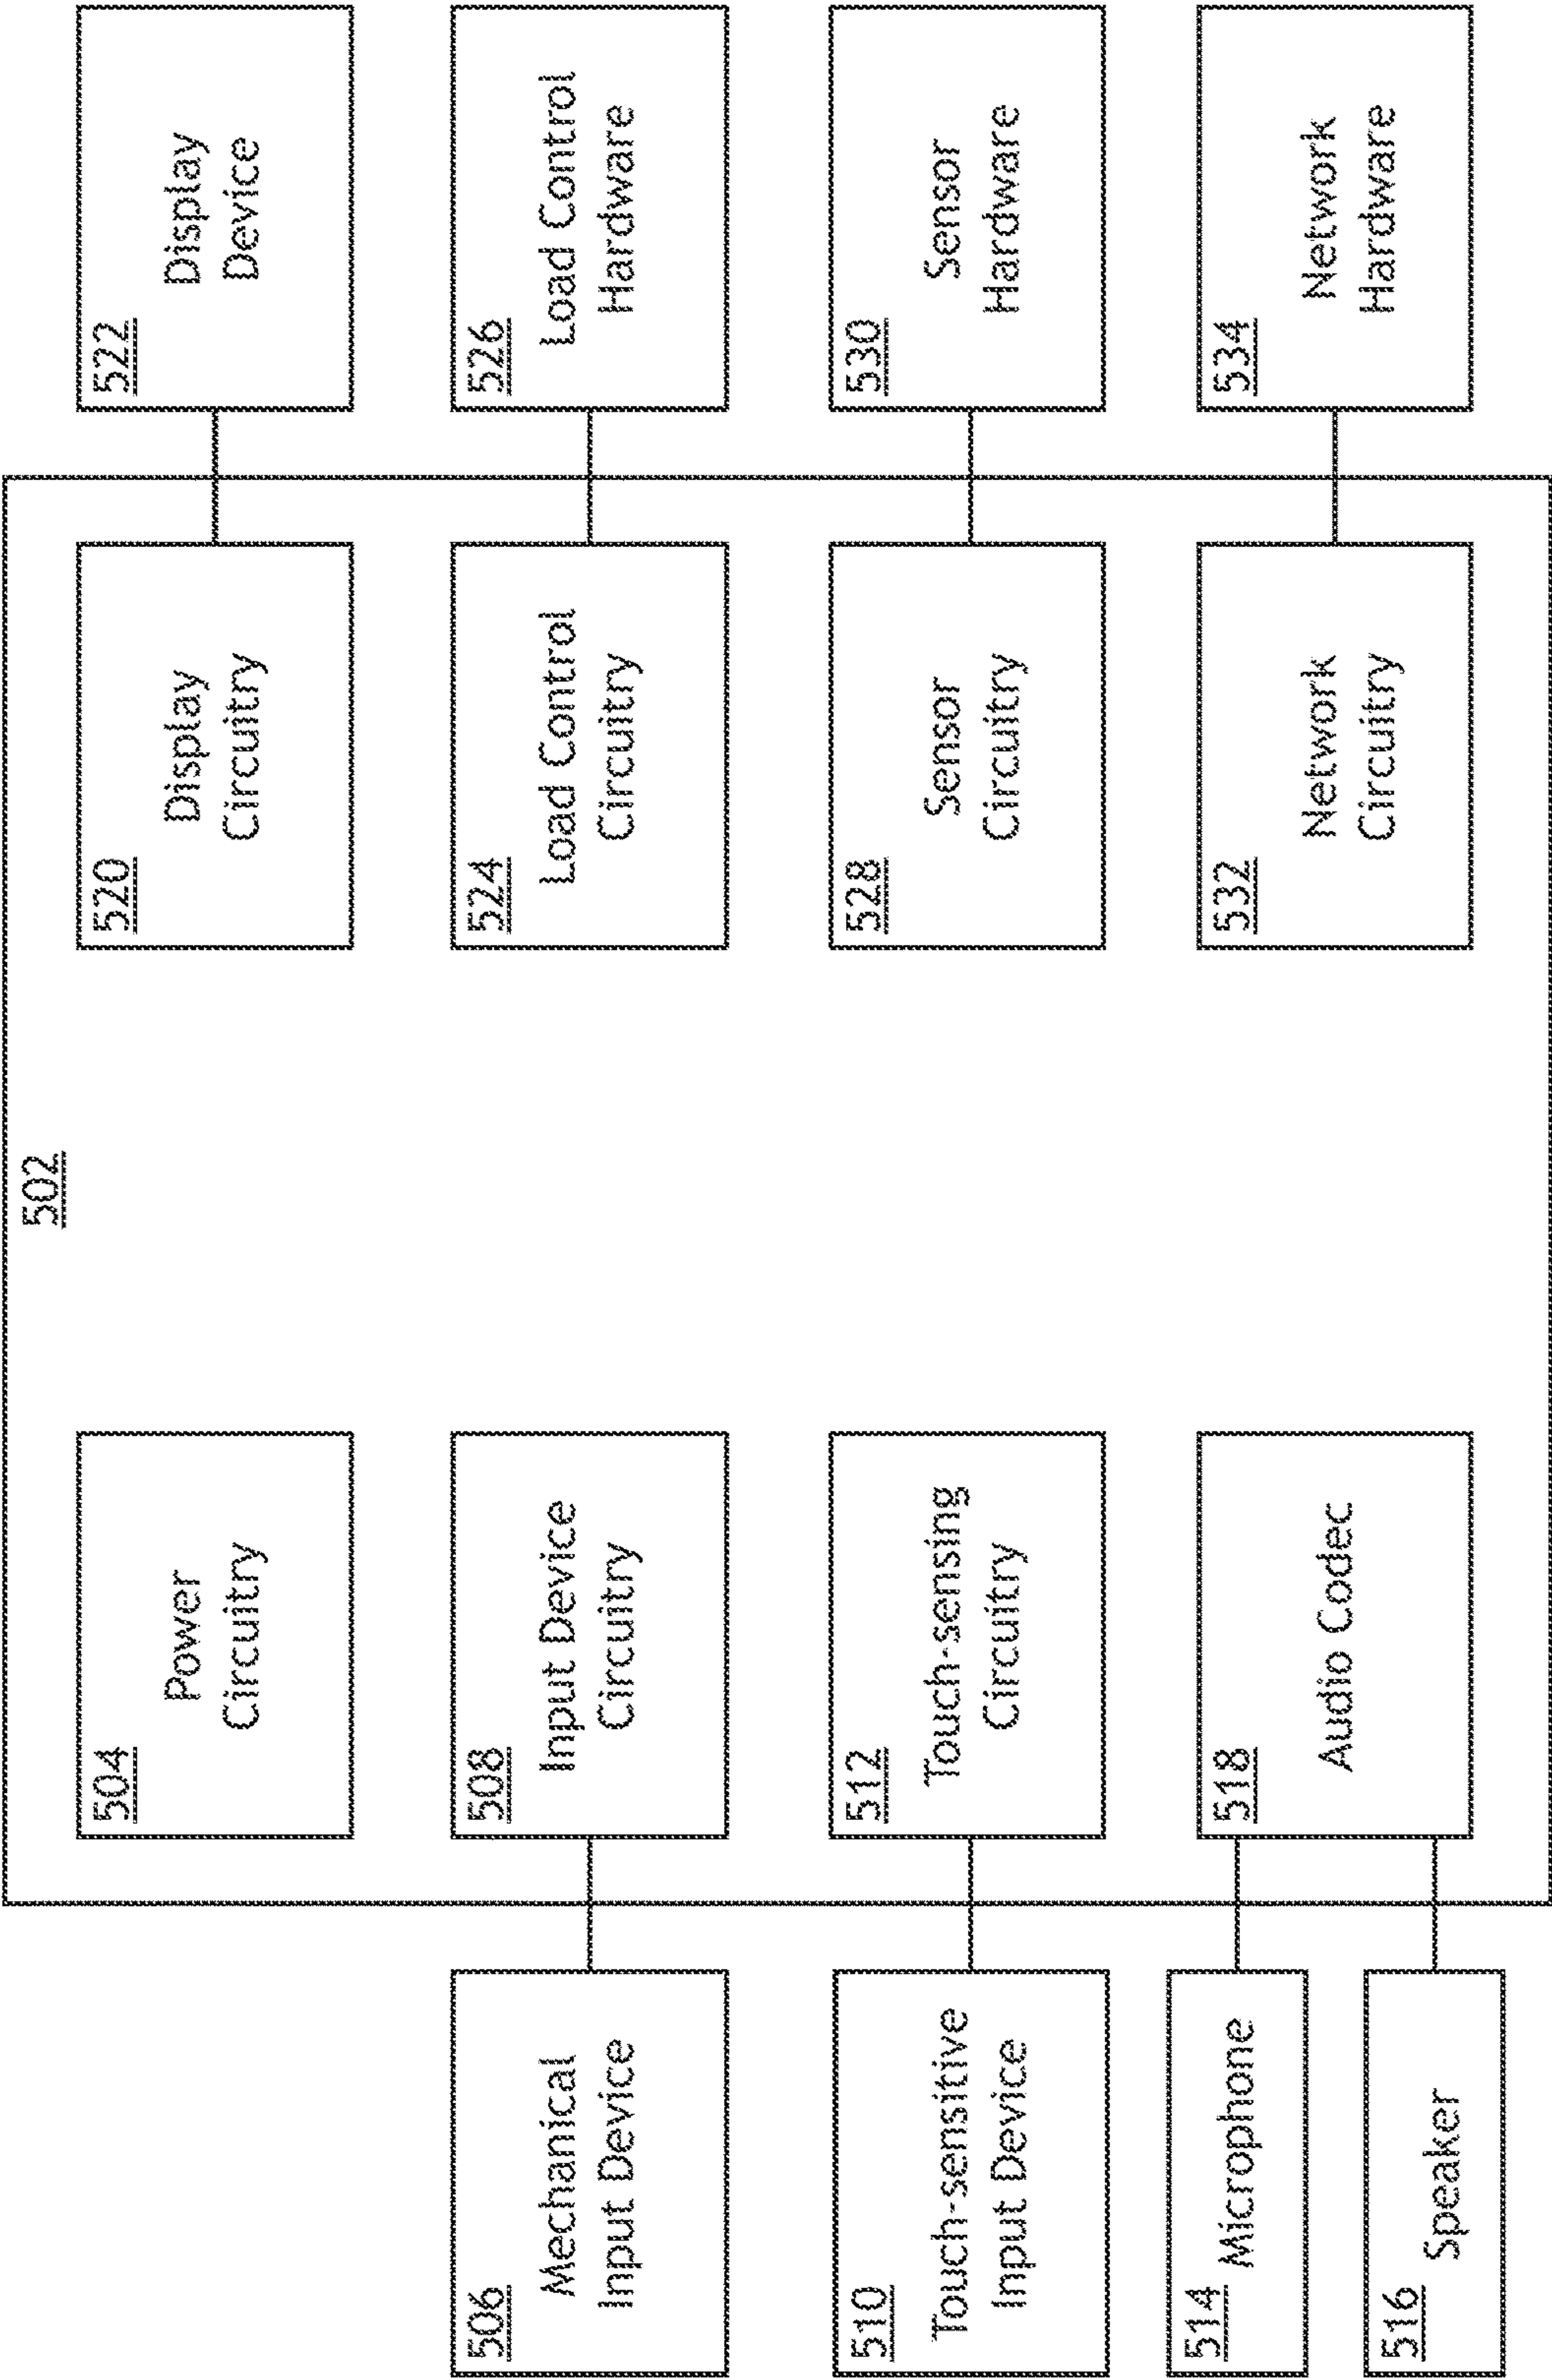 502
504
Power
Circuitry
520
Display
Circuitry
522
Display
Device
506
Mechanical
Input Device
508
Input Device
Circuitry
524
Load Control
Circuitry
526
Load Control
Hardware
510
Touch-sensitive
Input Device
512
Touch-sensing
Circuitry
528
Sensor
Circuitry
530
Sensor
Hardware
514
Microphone
516
Speaker
518
Audio Codec
532
Network
Circuitry
534
Network
Hardware